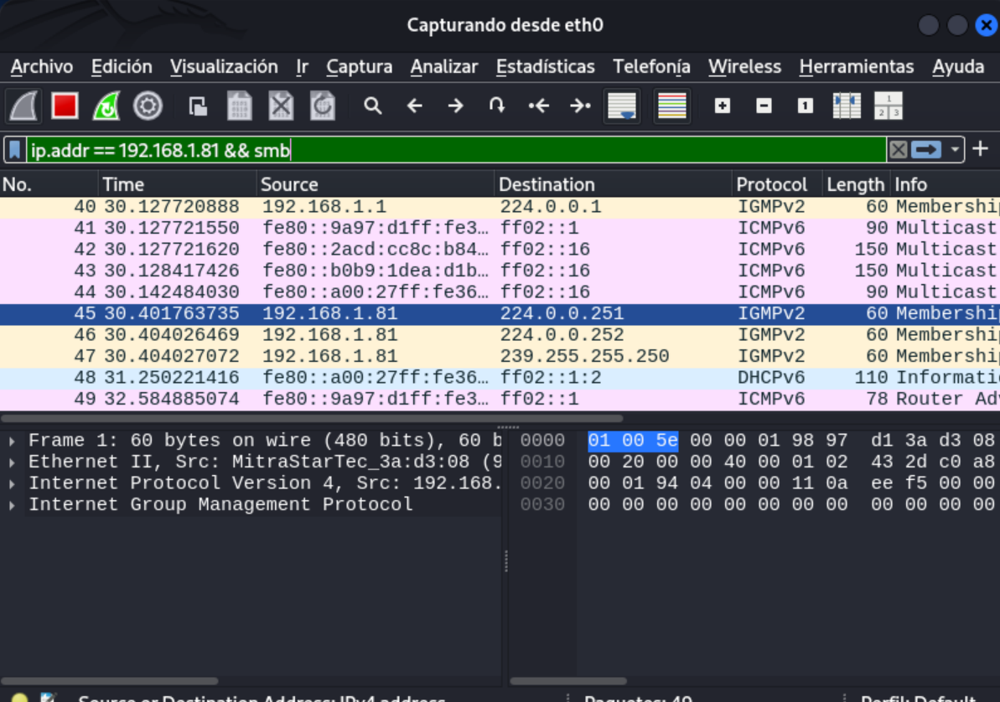 Capturando desde eth0
Archivo Edición Visualización Ir Captura Analizar Estadísticas Telefonía Wireless Herramientas Ayuda
ip.addr == 192.168.1.81 && smb
No. Time Source Destination Protocol Length Info
40 30.127720888 192.168.1.1 224.0.0.1 IGMPv2 60 Membershi
41 30.127721550 fe80::9a97:d1ff:fe3… ff02::1 ICMPv6 90 Multicast
42 30.127721620 fe80::2acd:cc8c:b84… ff02::16 ICMPv6 150 Multicast
43 30.128417426 fe80::b0b9:1dea:d1b… ff02::16 ICMPv6 150 Multicast
44 30.142484030 fe80::a00:27ff:fe36… ff02::16 ICMPv6 90 Multicast
45 30.401763735 192.168.1.81 224.0.0.251 IGMPv2 60 Membershi
46 30.404026469 192.168.1.81 224.0.0.252 IGMPv2 60 Membershi
47 30.404027072 192.168.1.81 239.255.255.250 IGMPv2 60 Membershi
48 31.250221416 fe80::a00:27ff:fe36… ff02::1:2 DHCPv6 110 Informati
49 32.584885074 fe80::9a97:d1ff:fe3… ff02::1 ICMPv6 78 Router Adv
Frame 1: 60 bytes on wire (480 bits), 60 b
Ethernet II, Src: MitraStarTec_3a:d3:08 (9
Internet Protocol Version 4, Src: 192.168.
Internet Group Management Protocol
0000 01 00 5e 00 00 01 98 97 d1 3a d3 08
0010 00 20 00 00 40 00 01 02 43 2d c0 a8
0020 00 01 94 04 00 00 11 0a ee f5 00 00
0030 00 00 00 00 00 00 00 00 00 00 00 00
Source or Destination Address: IPv4 address Paquetes: 49 Perfil: Default